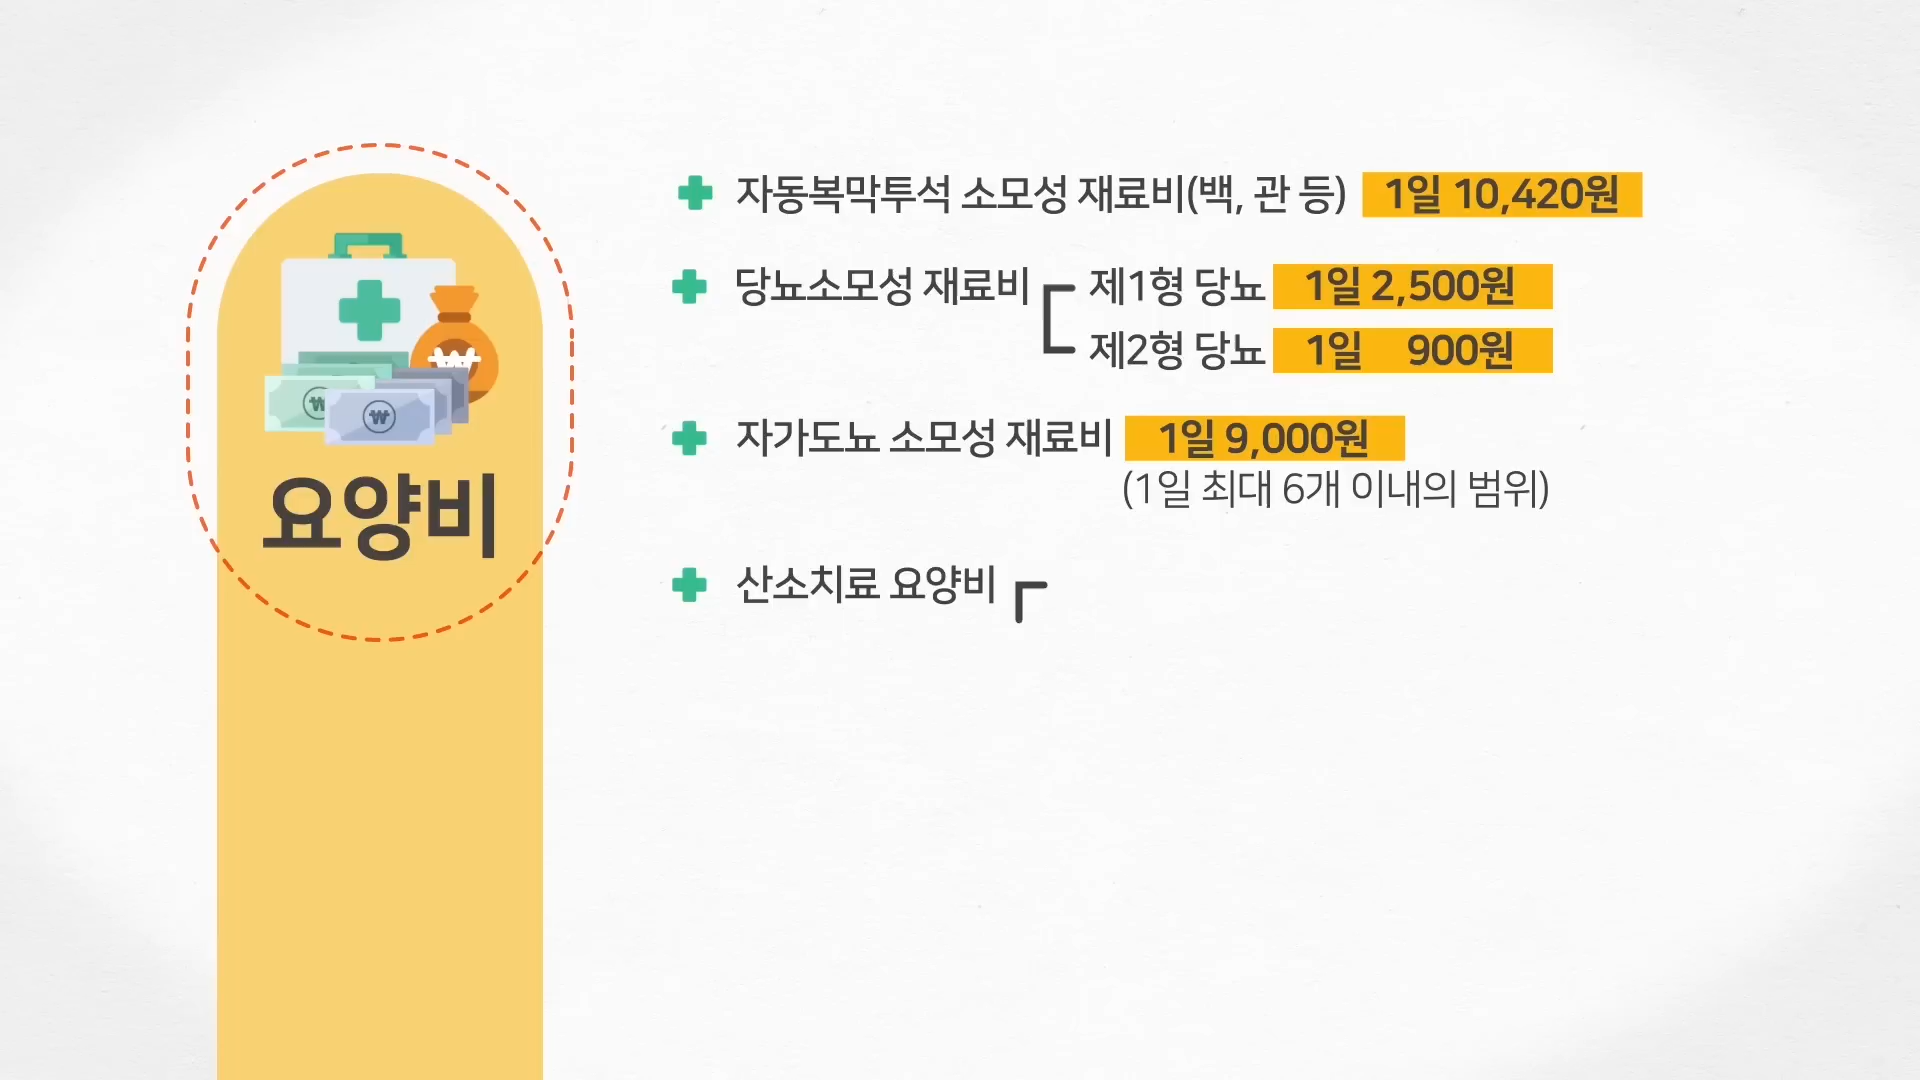 요양비
자동복막투석 소모성 재료비(백, 관 등) 1일 10,420원
당뇨소모성 재료비 제1형 당뇨 1일 2,500원
제2형 당뇨 1일 900원
자가도뇨 소모성 재료비 1일 9,000원
(1일 최대 6개 이내의 범위)
산소치료 요양비